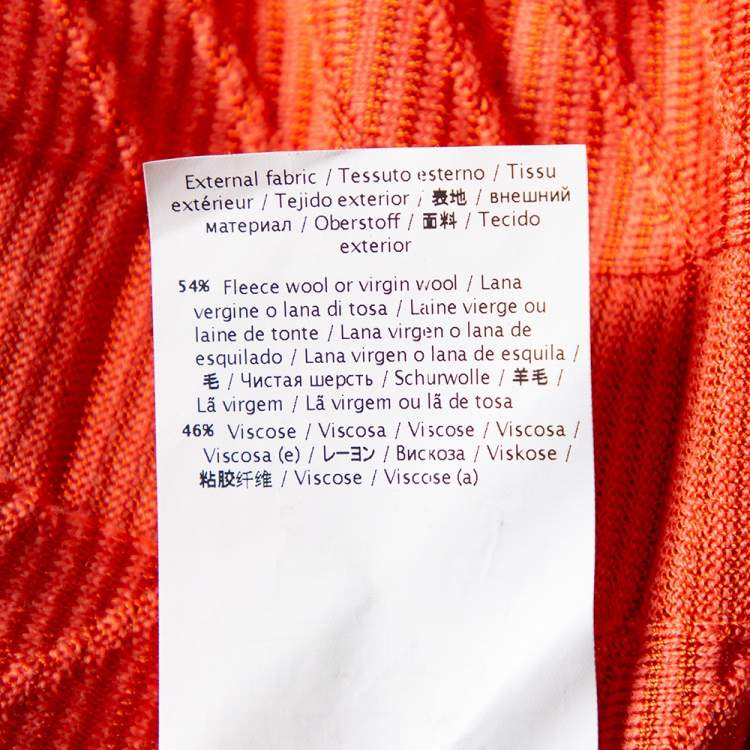 External fabric / Tessuto esterno / Tissu
extérieur / Tejido exterior / 表地 / внешний
материал / Oberstoff / 面料 / Tecido
exterior
54% Fleece wool or virgin wool / Lana
vergine o lana di tosa / Laine vierge ou
laine de tonte / Lana virgen o lana de
esquilado / Lana virgen o lana de esquila /
毛 / Чистая шерсть / Schurwolle / 羊毛 /
Lã virgem / Lã virgem ou lã de tosa
46% Viscose / Viscosa / Viscose / Viscosa /
Viscosa (e) / レーヨン / Вискоза / Viskose /
粘胶纤维 / Viscose / Viscose (a)